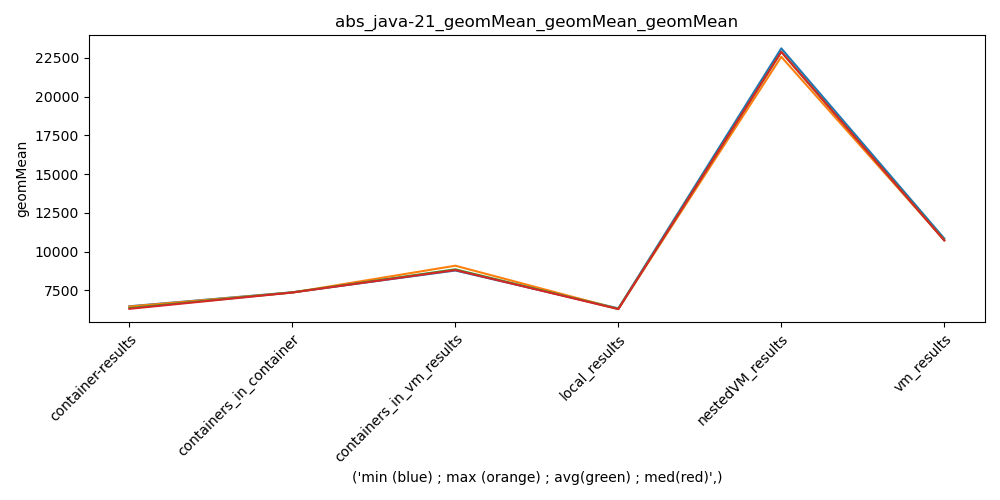 abs_java-21_geomMean_geomMean_geomMean
geomMean
22500
20000
17500
15000
12500
10000
7500
container-results
containers_in_container
containers_in_vm_results
local_results
nestedVM_results
vm_results
('min (blue) ; max (orange) ; avg(green) ; med(red)',)